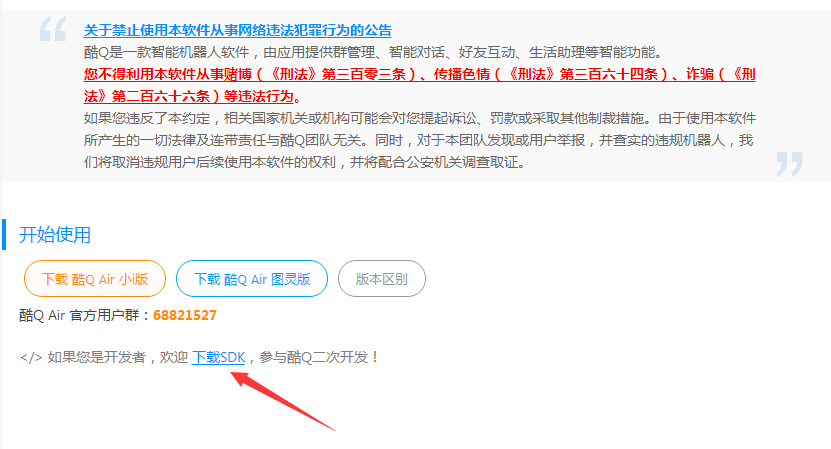 关于禁止使用本软件从事网络违法犯罪行为的公告
酷Q是一款智能机器人软件，由应用提供群管理、智能对话、好友互动、生活助理等智能功能。
您不得利用本软件从事赌博（《刑法》第三百零三条）、传播色情（《刑法》第三百六十四条）、诈骗（《刑
法》第二百六十六条）等违法行为。
如果您违反了本约定，相关国家机关或机构可能会对您提起诉讼、罚款或采取其他制裁措施。由于使用本软件
所产生的一切法律及连带责任与酷Q团队无关。同时，对于本团队发现或用户举报，并查实的违规机器人，我
们将取消违规用户后续使用本软件的权利，并将配合公安机关调查取证。
开始使用
下载 酷Q Air 小i版 下载 酷Q Air 图灵版 版本区别
酷Q Air 官方用户群：68821527
</> 如果您是开发者，欢迎 下载SDK，参与酷Q二次开发！